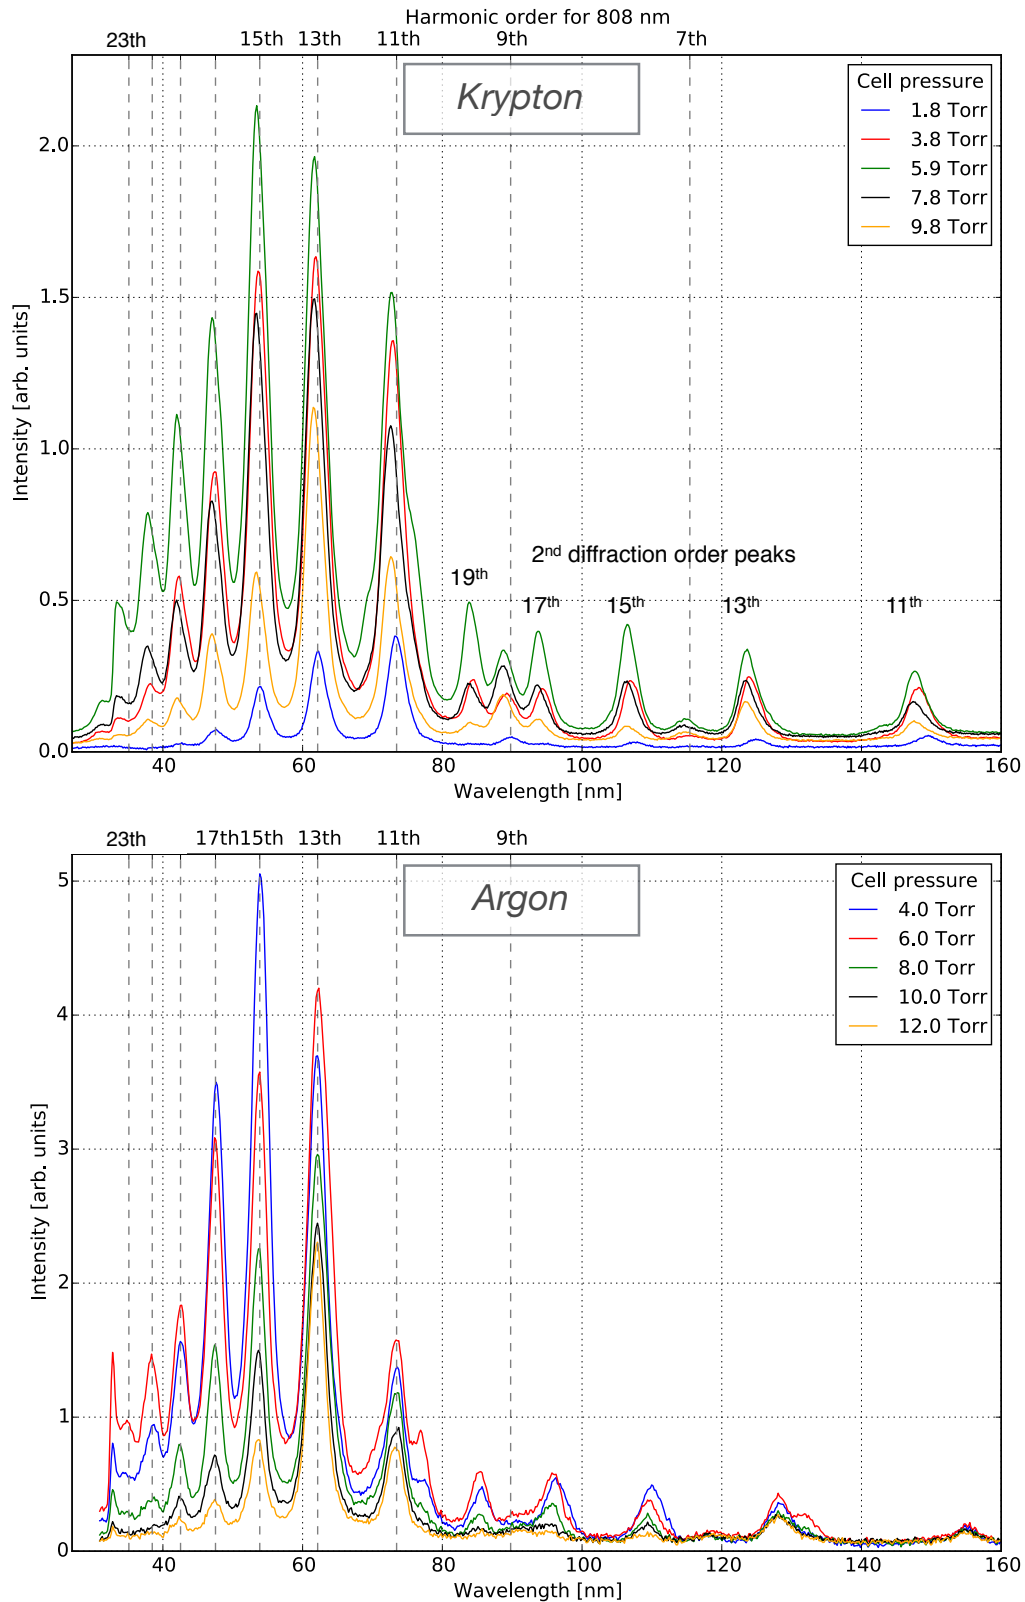 Harmonic order for 808 nm
23th 15th 13th 11th 9th 7th
Krypton
Cell pressure
1.8 Torr
3.8 Torr
5.9 Torr
7.8 Torr
9.8 Torr
2.0
1.5
1.0
0.5
0.0
Intensity [arb. units]
2nd diffraction order peaks
19th
17th 15th 13th 11th
40 60 80 100 120 140 160
Wavelength [nm]
23th 17th 15th 13th 11th 9th
Argon
Cell pressure
4.0 Torr
6.0 Torr
8.0 Torr
10.0 Torr
12.0 Torr
5
4
3
2
1
0
Intensity [arb. units]
40 60 80 100 120 140 160
Wavelength [nm]